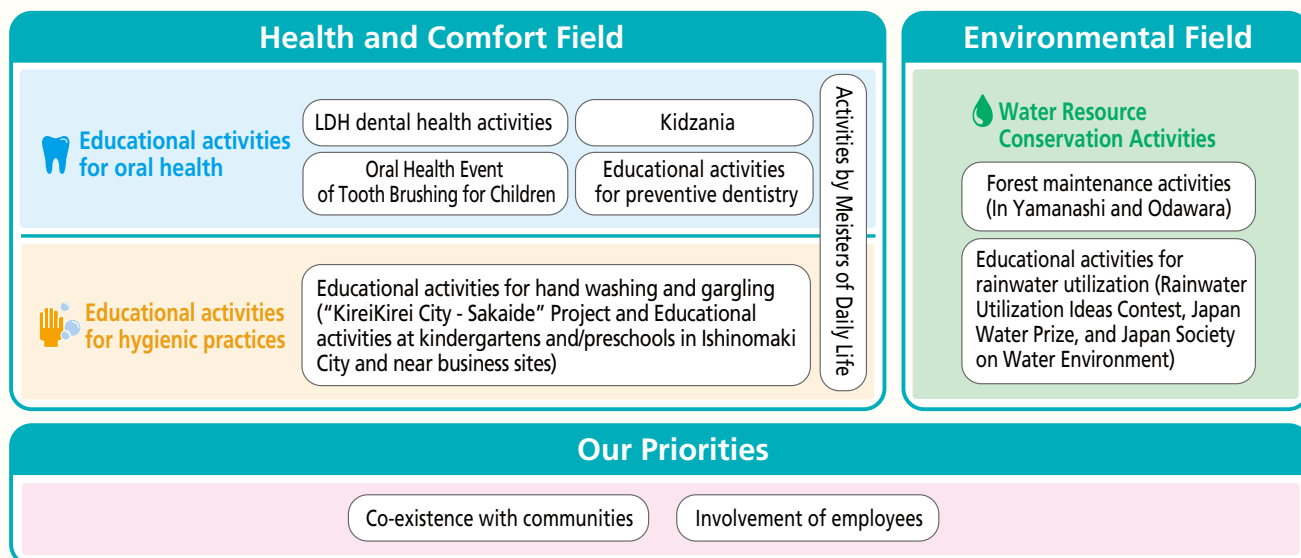 Health and Comfort Field
Educational activities
for oral health
LDH dental health activities
Kidzania
Oral Health Event
of Tooth Brushing for Children
Educational activities
for preventive dentistry
Educational activities
for hygienic practices
Educational activities for hand washing and gargling
(“KireiKirei City - Sakaide” Project and Educational
activities at kindergartens and/preschools in Ishinomaki
City and near business sites)
Activities by Meisters of Daily Life
Environmental Field
Water Resource
Conservation Activities
Forest maintenance activities
(In Yamanashi and Odawara)
Educational activities for
rainwater utilization (Rainwater
Utilization Ideas Contest, Japan
Water Prize, and Japan Society
on Water Environment)
Our Priorities
Co-existence with communities
Involvement of employees